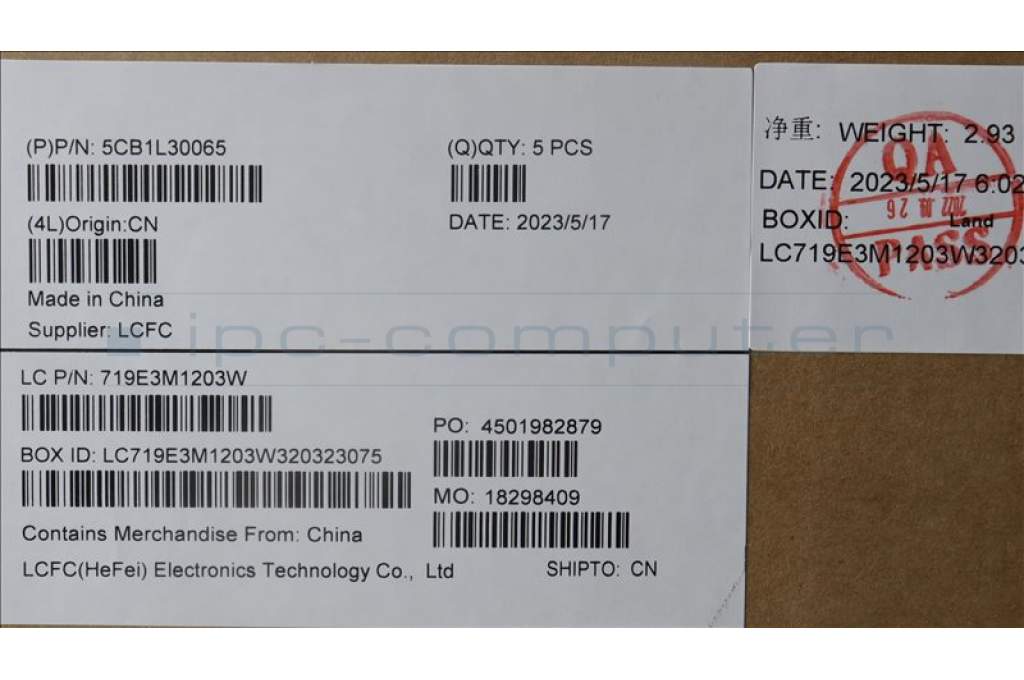 (P)P/N: 5CB1L30065
(Q)QTY: 5 PCS
(4L)Origin:CN
DATE: 2023/5/17
Made in China
Supplier: LCFC
净重: WEIGHT: 2.93
DATE: 2023/5/17 6:02
BOXID: Land
LC719E3M1203W3203
QA
26
PASS
ipc-computer
LC P/N: 719E3M1203W
PO: 4501982879
BOX ID: LC719E3M1203W320323075
MO: 18298409
Contains Merchandise From: China
LCFC(HeFei) Electronics Technology Co., Ltd
SHIPTO: CN